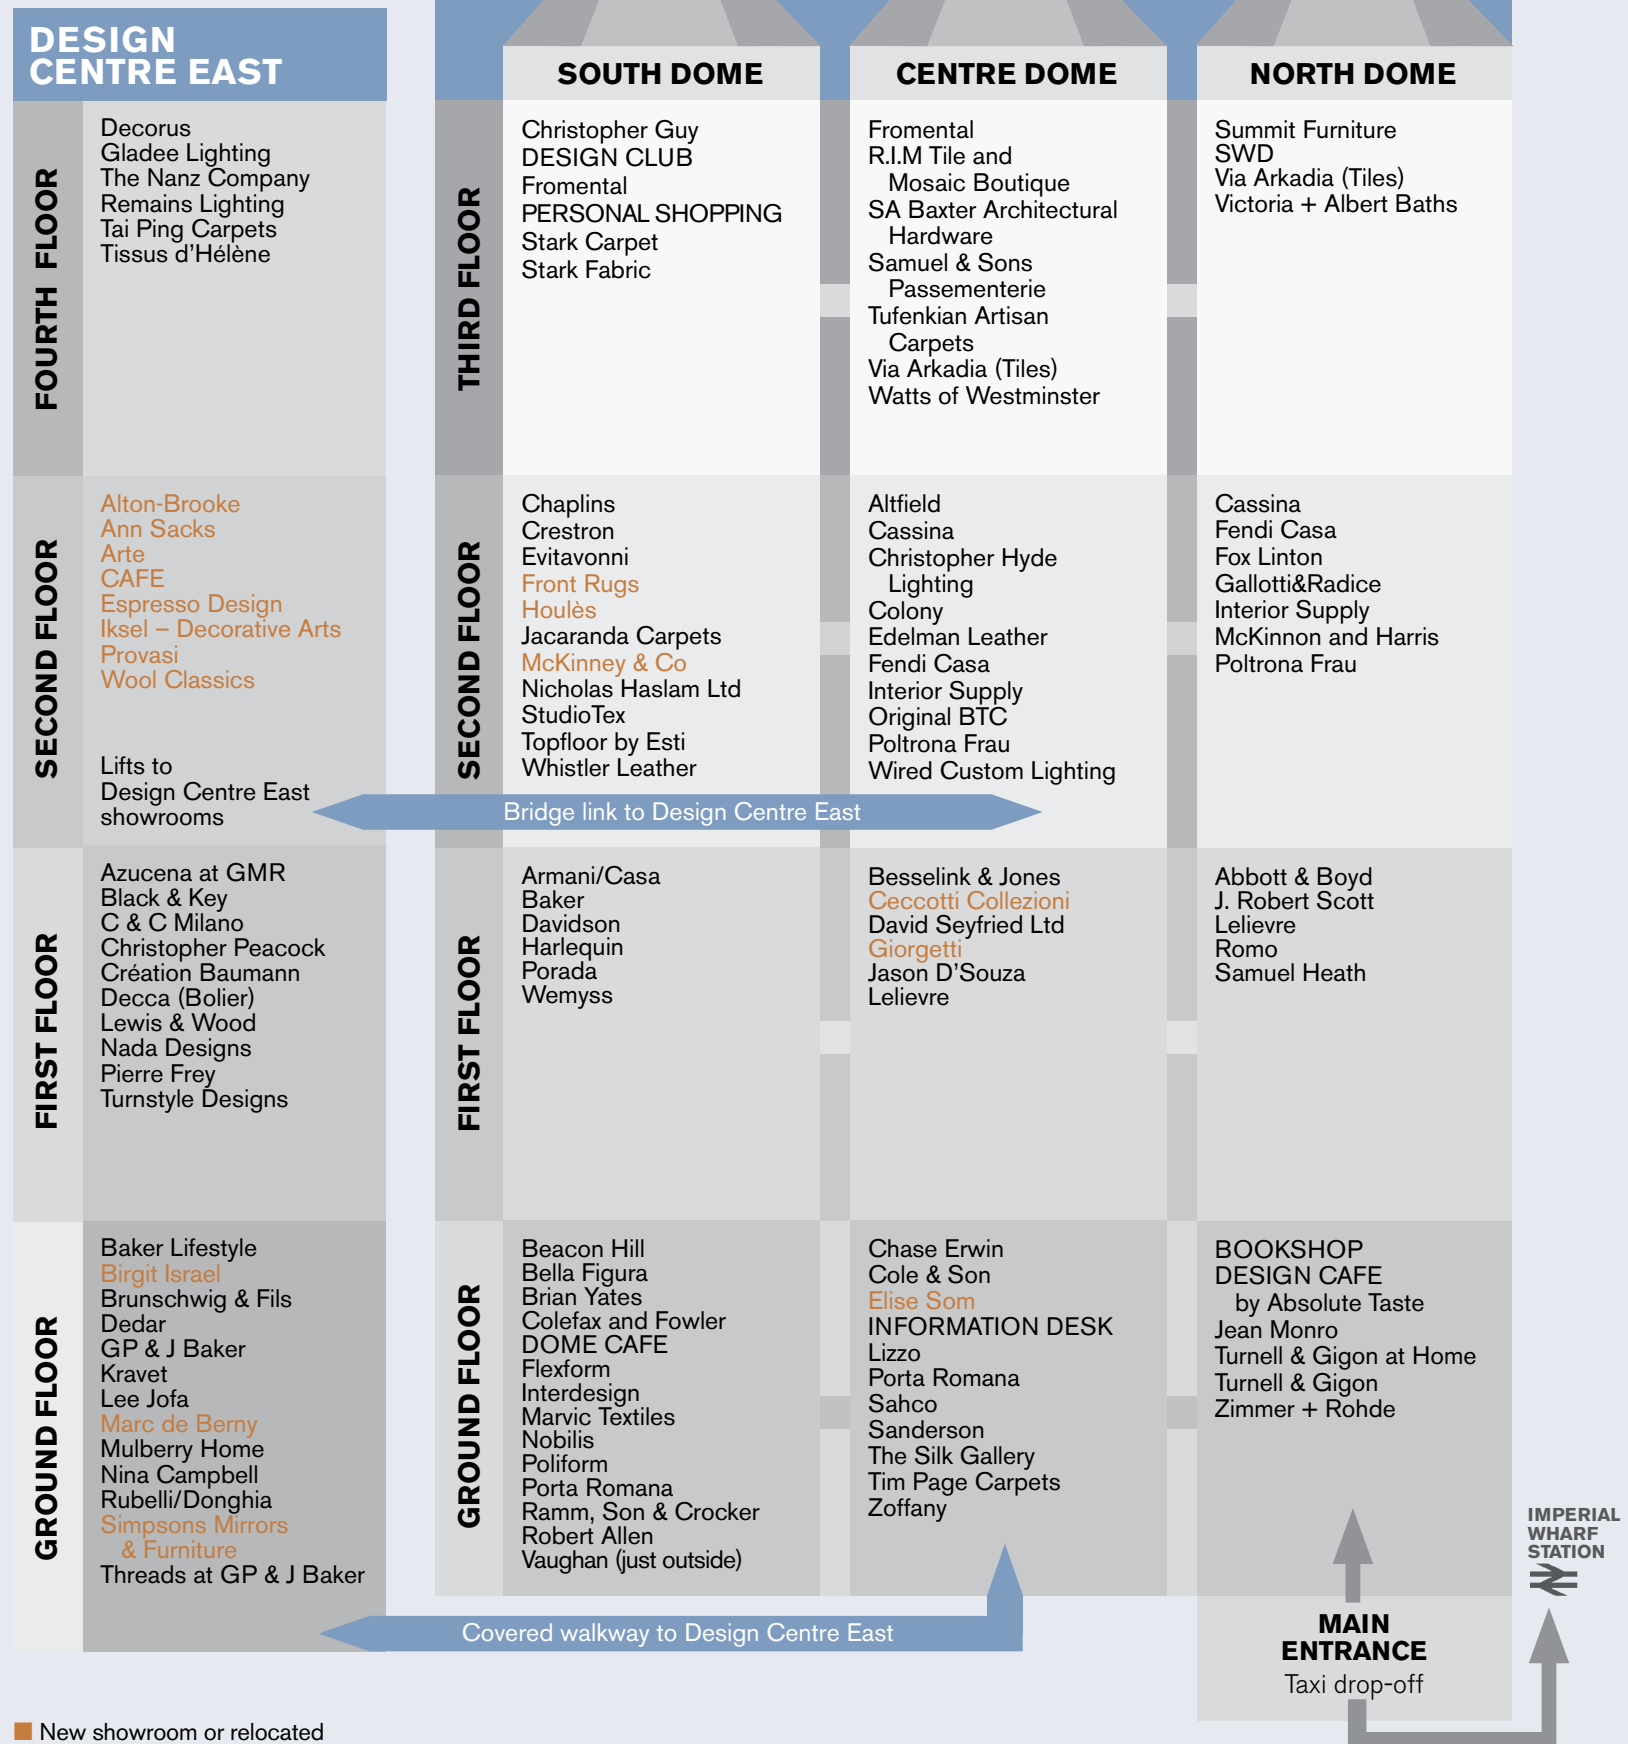 DESIGN
CENTRE EAST
FOURTH FLOOR
Decorus
Gladee Lighting
The Nanz Company
Remains Lighting
Tai Ping Carpets
Tissus d'Hélène
SECOND FLOOR
Alton-Brooke
Ann Sacks
Arte
CAFE
Espresso Design
Iksel – Decorative Arts
Provasi
Wool Classics
Lifts to
Design Centre East
showrooms
FIRST FLOOR
Azucena at GMR
Black & Key
C & C Milano
Christopher Peacock
Création Baumann
Decca (Bolier)
Lewis & Wood
Nada Designs
Pierre Frey
Turnstyle Designs
GROUND FLOOR
Baker Lifestyle
Birgit Israel
Brunschwig & Fils
Dedar
GP & J Baker
Kravet
Lee Jofa
Marc de Berny
Mulberry Home
Nina Campbell
Rubelli/Donghia
Simpsons Mirrors
& Furniture
Threads at GP & J Baker
SOUTH DOME
CENTRE DOME
NORTH DOME
THIRD FLOOR
Christopher Guy
DESIGN CLUB
Fromental
PERSONAL SHOPPING
Stark Carpet
Stark Fabric
Fromental
R.I.M Tile and
Mosaic Boutique
SA Baxter Architectural
Hardware
Samuel & Sons
Passementerie
Tufenkian Artisan
Carpets
Via Arkadia (Tiles)
Watts of Westminster
Summit Furniture
SWD
Via Arkadia (Tiles)
Victoria + Albert Baths
SECOND FLOOR
Chaplins
Crestron
Evitavonni
Front Rugs
Houlès
Jacaranda Carpets
McKinney & Co
Nicholas Haslam Ltd
StudioTex
Topfloor by Esti
Whistler Leather
Altfield
Cassina
Christopher Hyde
Lighting
Colony
Edelman Leather
Fendi Casa
Interior Supply
Original BTC
Poltrona Frau
Wired Custom Lighting
Cassina
Fendi Casa
Fox Linton
Gallotti&Radice
Interior Supply
McKinnon and Harris
Poltrona Frau
Bridge link to Design Centre East
FIRST FLOOR
Armani/Casa
Baker
Davidson
Harlequin
Porada
Wemyss
Besselink & Jones
Ceccotti Collezioni
David Seyfried Ltd
Giorgetti
Jason D'Souza
Lelievre
Abbott & Boyd
J. Robert Scott
Lelievre
Romo
Samuel Heath
GROUND FLOOR
Beacon Hill
Bella Figura
Brian Yates
Colefax and Fowler
DOME CAFE
Flexform
Interdesign
Marvic Textiles
Nobilis
Poliform
Porta Romana
Ramm, Son & Crocker
Robert Allen
Vaughan (just outside)
Chase Erwin
Cole & Son
Elise Som
INFORMATION DESK
Lizzo
Porta Romana
Sahco
Sanderson
The Silk Gallery
Tim Page Carpets
Zoffany
BOOKSHOP
DESIGN CAFE
by Absolute Taste
Jean Monro
Turnell & Gigon at Home
Turnell & Gigon
Zimmer + Rohde
Covered walkway to Design Centre East
MAIN
ENTRANCE
Taxi drop-off
IMPERIAL
WHARF
STATION
New showroom or relocated